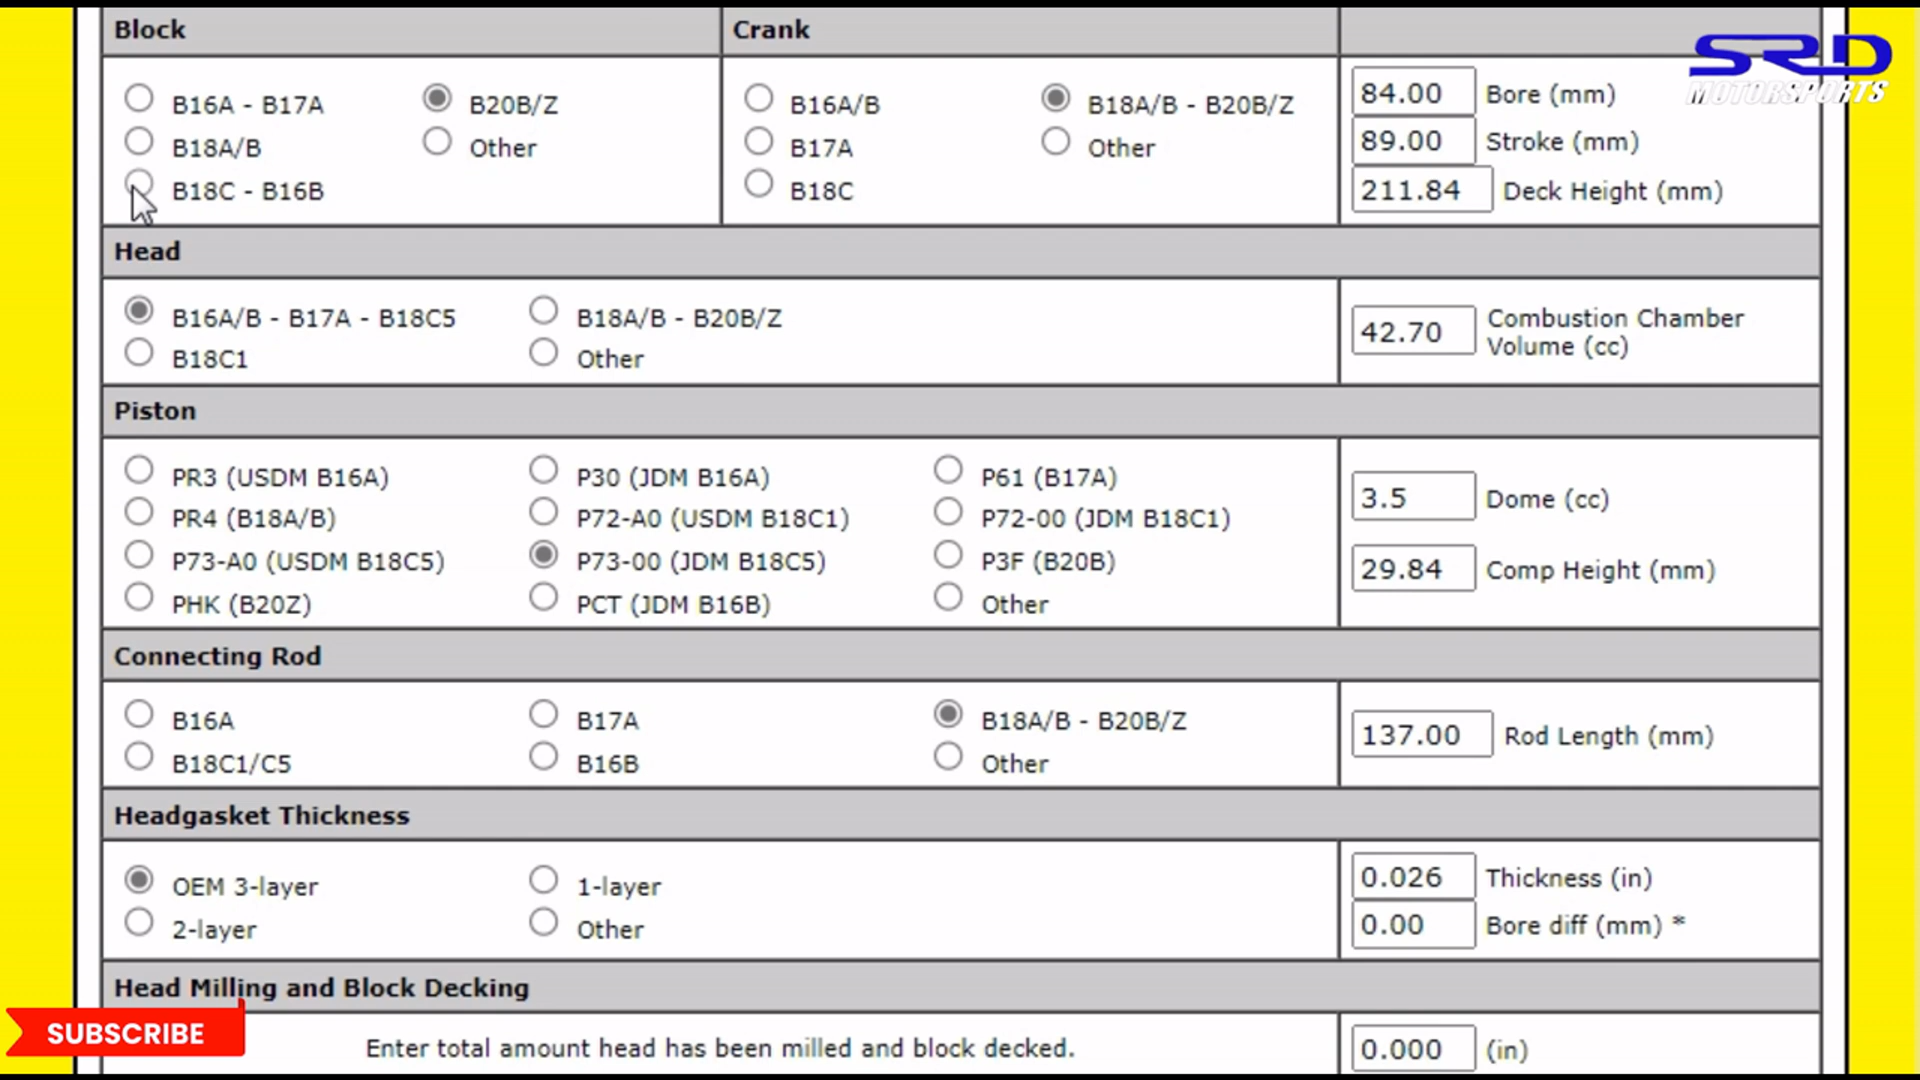 Block Crank
SRD
MOTORSPORTS
B16A - B17A B20B/Z B16A/B B18A/B - B20B/Z 84.00 Bore (mm)
B18A/B Other B17A Other 89.00 Stroke (mm)
B18C - B16B B18C 211.84 Deck Height (mm)
Head
B16A/B - B17A - B18C5 B18A/B - B20B/Z 42.70 Combustion Chamber
Volume (cc)
B18C1 Other
Piston
PR3 (USDM B16A) P30 (JDM B16A) P61 (B17A) 3.5 Dome (cc)
PR4 (B18A/B) P72-A0 (USDM B18C1) P72-00 (JDM B18C1)
P73-A0 (USDM B18C5) P73-00 (JDM B18C5) P3F (B20B) 29.84 Comp Height (mm)
PHK (B20Z) PCT (JDM B16B) Other
Connecting Rod
B16A B17A B18A/B - B20B/Z 137.00 Rod Length (mm)
B18C1/C5 B16B Other
Headgasket Thickness
OEM 3-layer 1-layer 0.026 Thickness (in)
2-layer Other 0.00 Bore diff (mm) *
Head Milling and Block Decking
SUBSCRIBE
Enter total amount head has been milled and block decked. 0.000 (in)